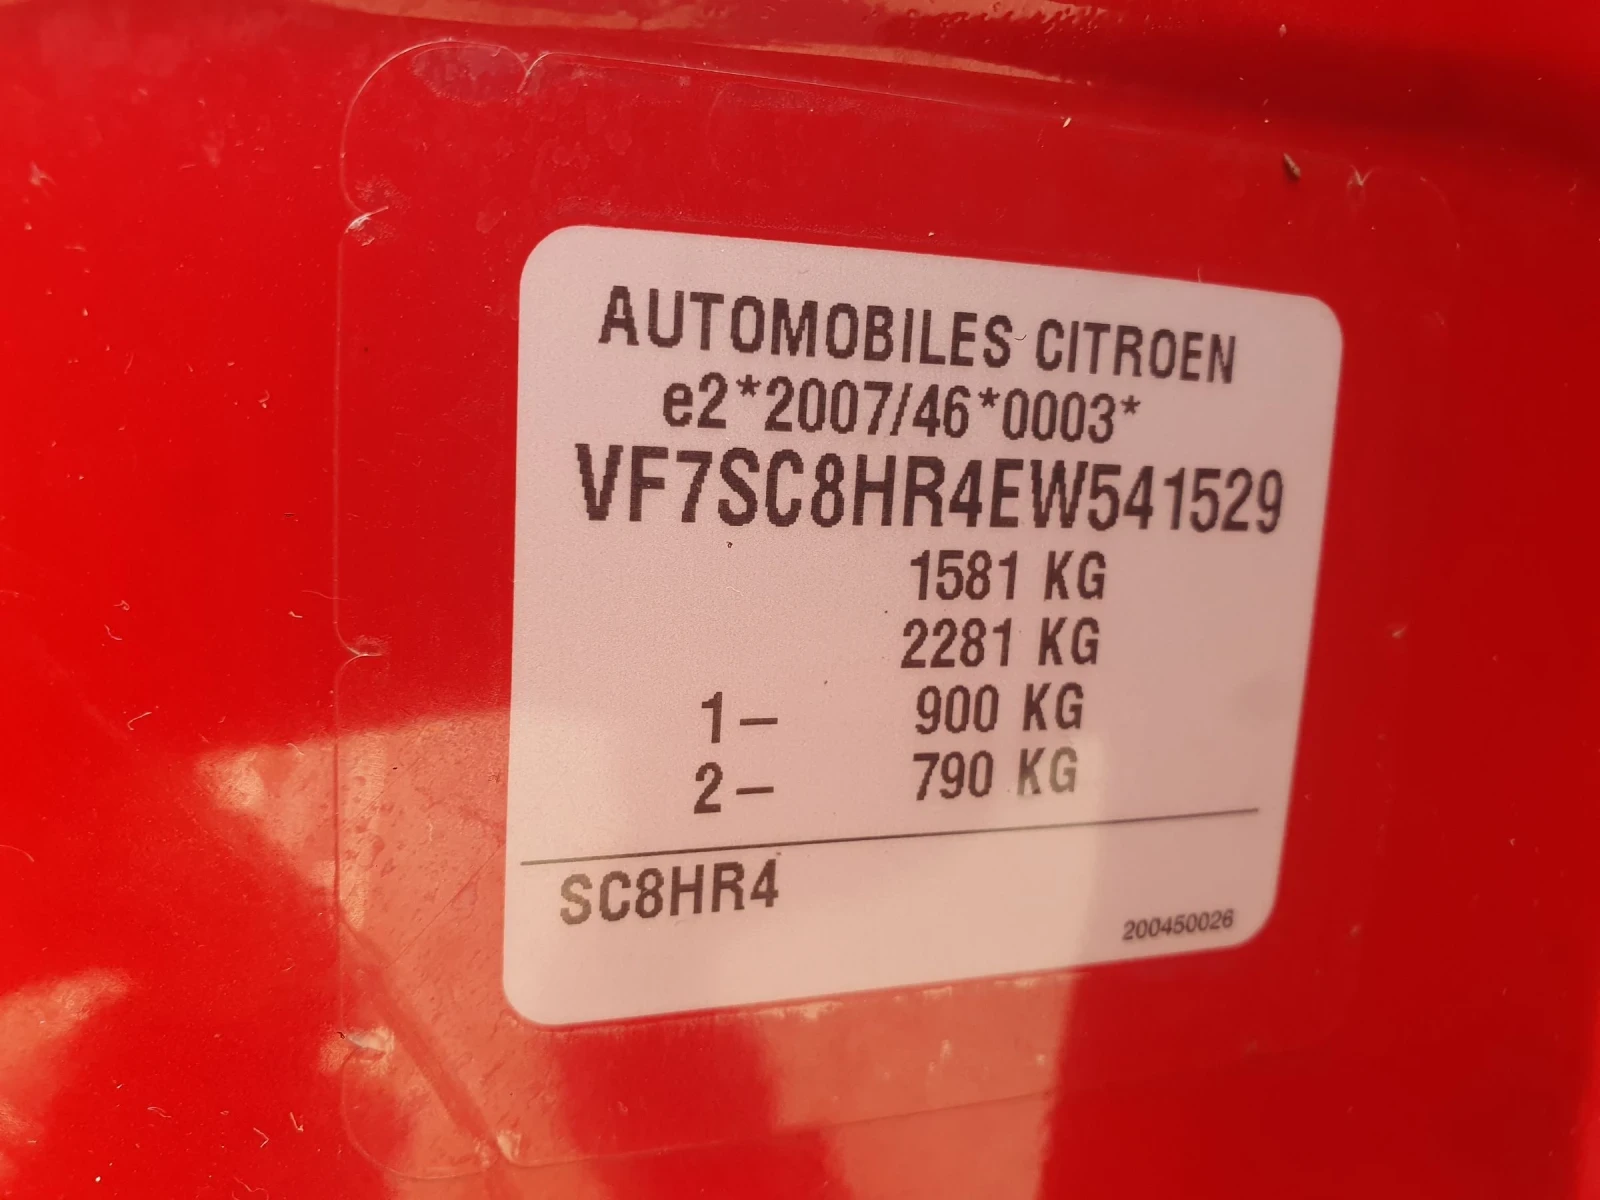 AUTOMOBILES CITROEN
e2*2007/46*0003*
VF7SC8HR4EW541529
1581 KG
2281 KG
1– 900 KG
2– 790 KG
SC8HR4
200450026